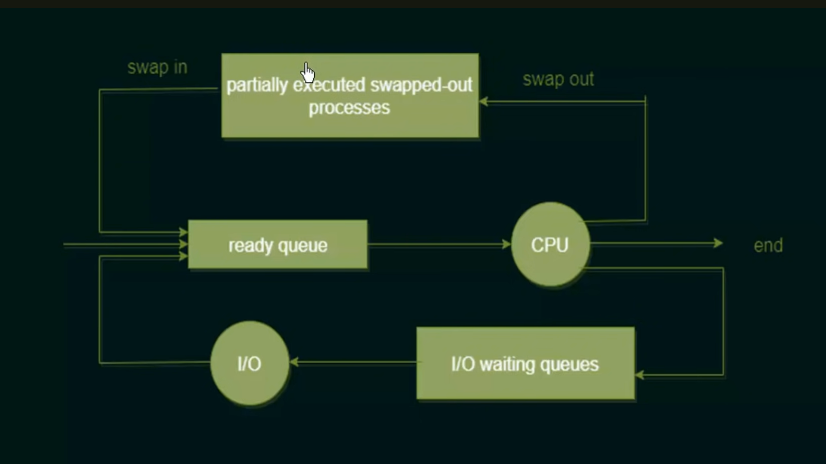 swap in
partially executed swapped-out
processes
swap out
ready queue
CPU
end
I/O
I/O waiting queues